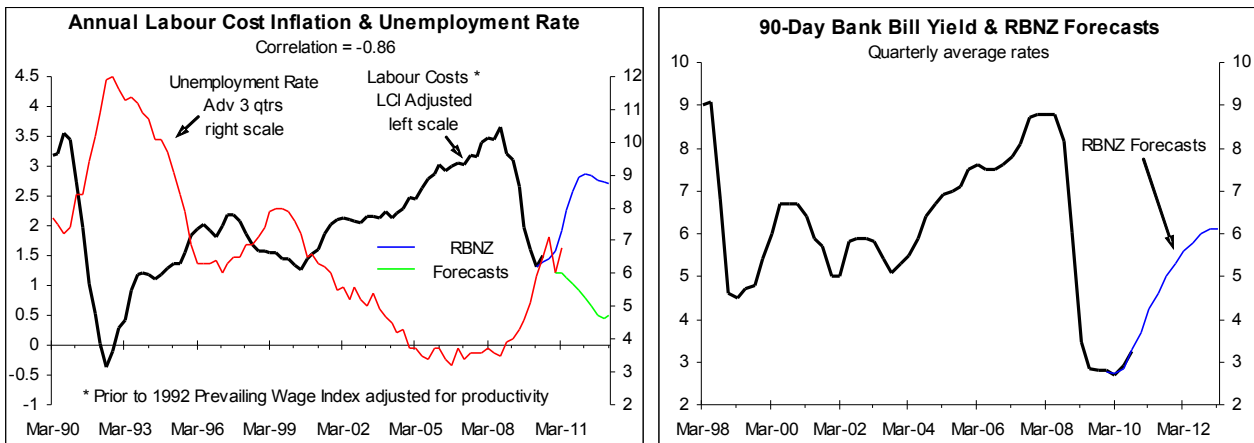 Annual Labour Cost Inflation & Unemployment Rate
Correlation = -0.86
4.5
4
3.5
3
2.5
2
1.5
1
0.5
0
-0.5
-1
12
11
10
9
8
7
6
5
4
3
2
Unemployment Rate
Adv 3 qtrs
right scale
Labour Costs *
LCI Adjusted
left scale
RBNZ
Forecasts
* Prior to 1992 Prevailing Wage Index adjusted for productivity
Mar-90 Mar-93 Mar-96 Mar-99 Mar-02 Mar-05 Mar-08 Mar-11
90-Day Bank Bill Yield & RBNZ Forecasts
Quarterly average rates
10
9
8
7
6
5
4
3
2
10
9
8
7
6
5
4
3
2
RBNZ Forecasts
Mar-98 Mar-00 Mar-02 Mar-04 Mar-06 Mar-08 Mar-10 Mar-12